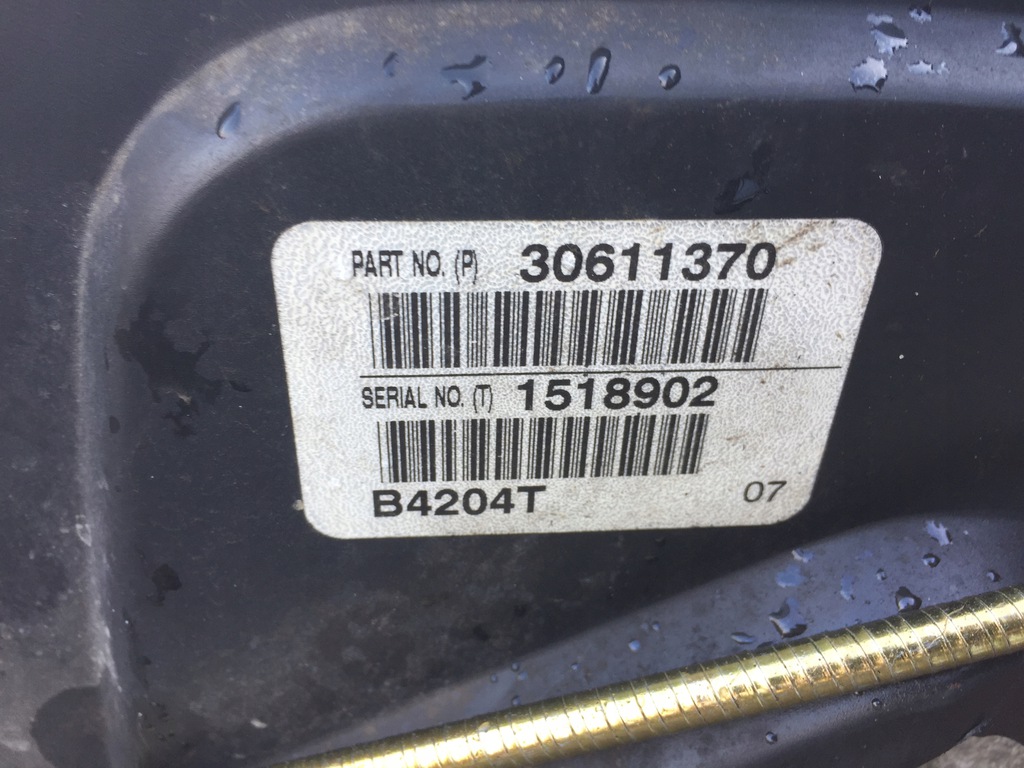 PART NO. (P) 30611370
SERIAL NO. (T) 1518902
B4204T 07